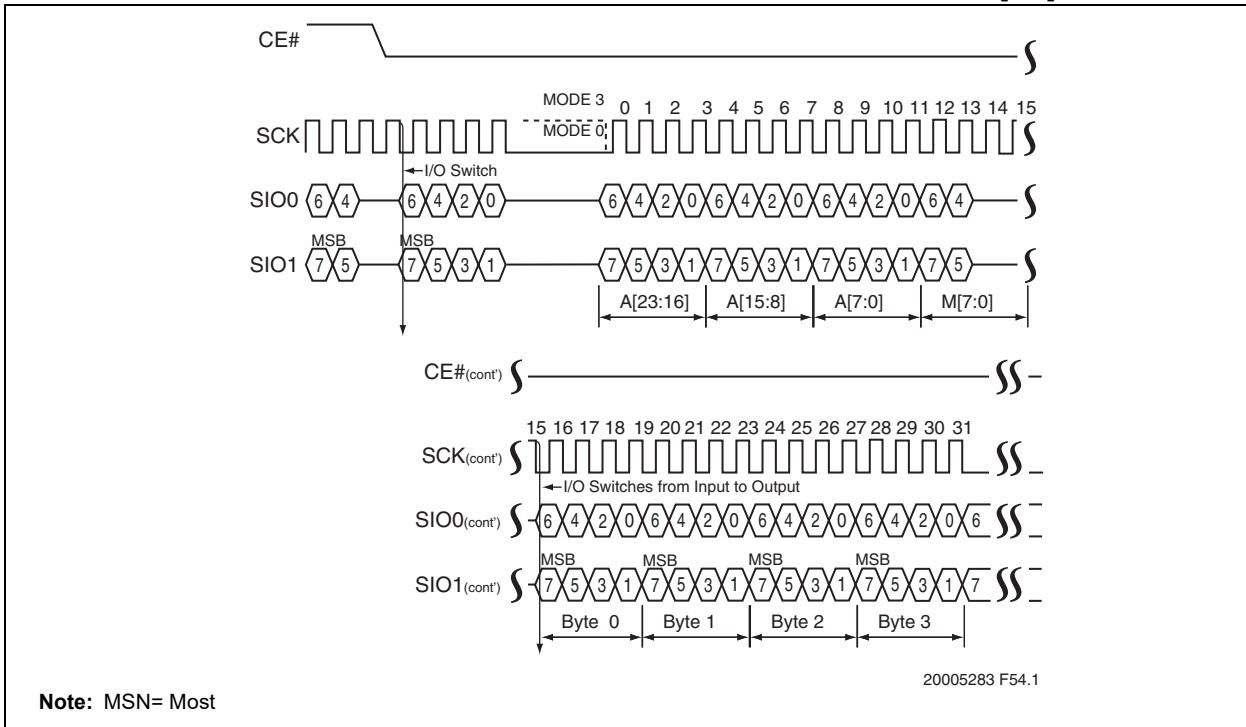 CE#
MODE 3 0 1 2 3 4 5 6 7 8 9 10 11 12 13 14 15
SCK MODE 0
I/O Switch
SIO0 6 4 6 4 2 0 6 4 2 0 6 4 2 0 6 4 2 0 6 4
MSB MSB
SIO1 7 5 7 5 3 1 7 5 3 1 7 5 3 1 7 5 3 1 7 5
A[23:16] A[15:8] A[7:0] M[7:0]
CE#(cont')
15 16 17 18 19 20 21 22 23 24 25 26 27 28 29 30 31
SCK(cont')
I/O Switches from Input to Output
SIO0(cont') 6 4 2 0 6 4 2 0 6 4 2 0 6 4 2 0 6
MSB MSB MSB MSB
SIO1(cont') 7 5 3 1 7 5 3 1 7 5 3 1 7 5 3 1 7
Byte 0 Byte 1 Byte 2 Byte 3
20005283 F54.1
Note: MSN= Most